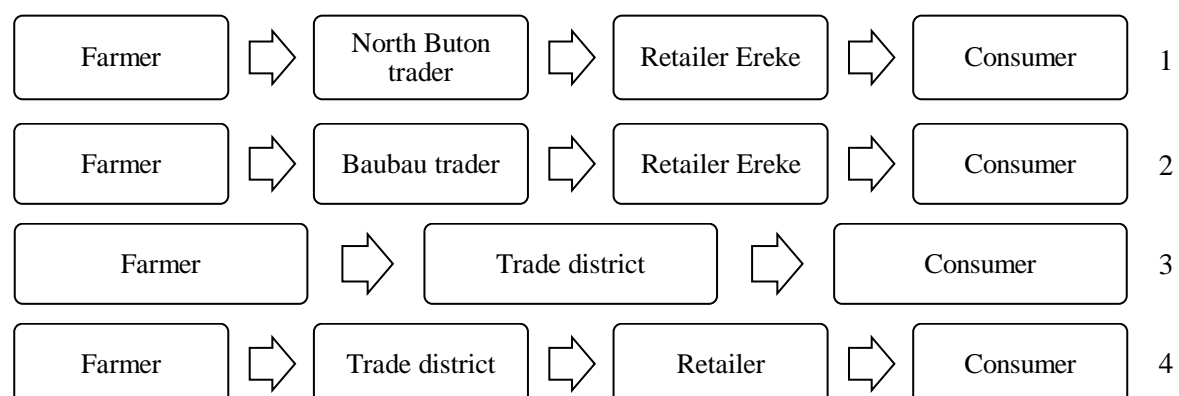 Farmer
North Buton
trader
Retailer Ereke
Consumer
1
Farmer
Baubau trader
Retailer Ereke
Consumer
2
Farmer
Trade district
Consumer
3
Farmer
Trade district
Retailer
Consumer
4